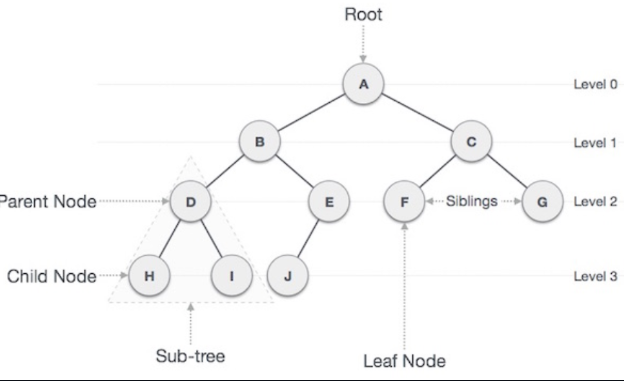 Root
A
Level 0
B
C
Level 1
Parent Node
D
E
F
Siblings
G
Level 2
Child Node
H
I
J
Level 3
Sub-tree
Leaf Node